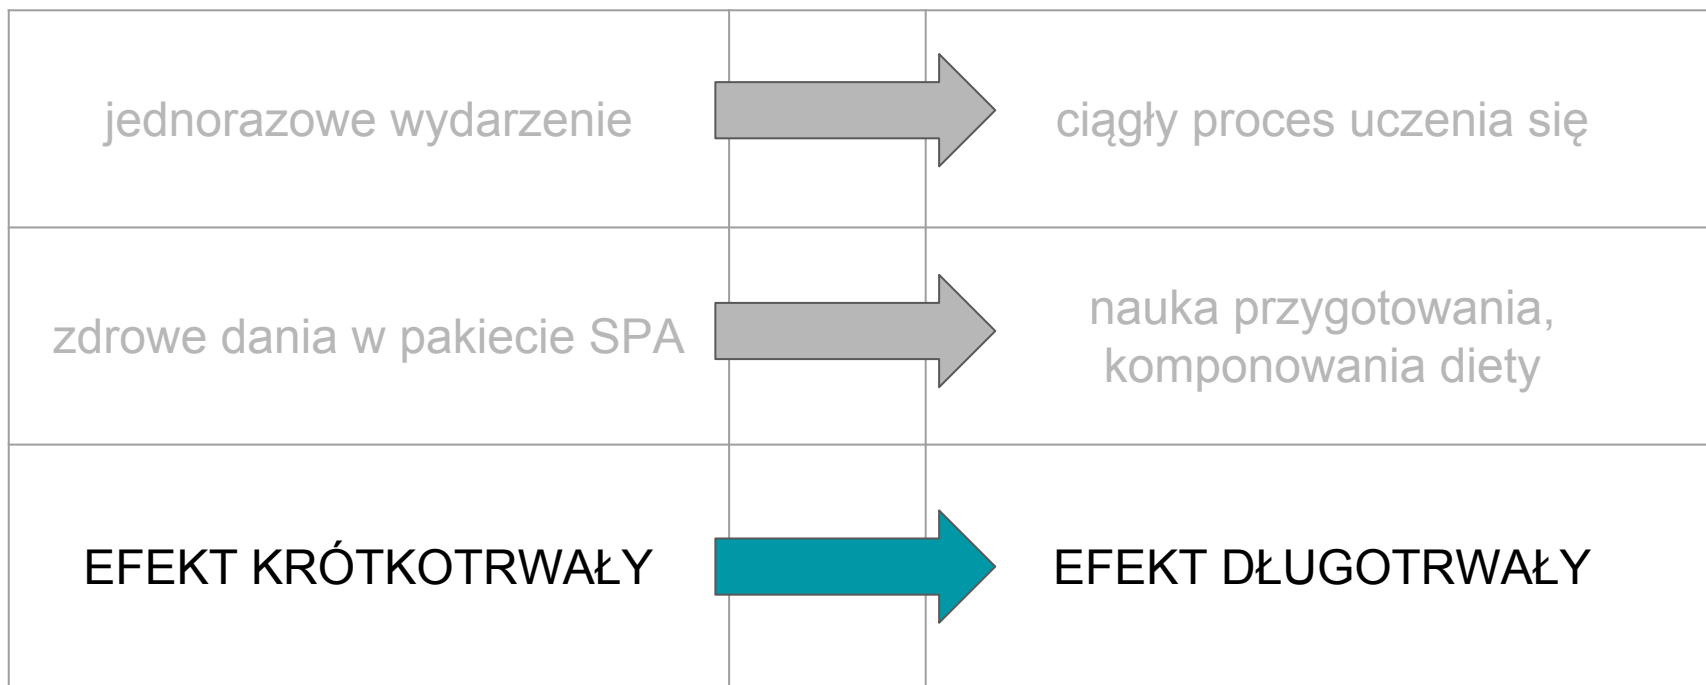 jednorazowe wydarzenie
ciągły proces uczenia się
zdrowe dania w pakiecie SPA
nauka przygotowania,
komponowania diety
EFEKT KRÓTKOTRWAŁY
EFEKT DŁUGOTRWAŁY